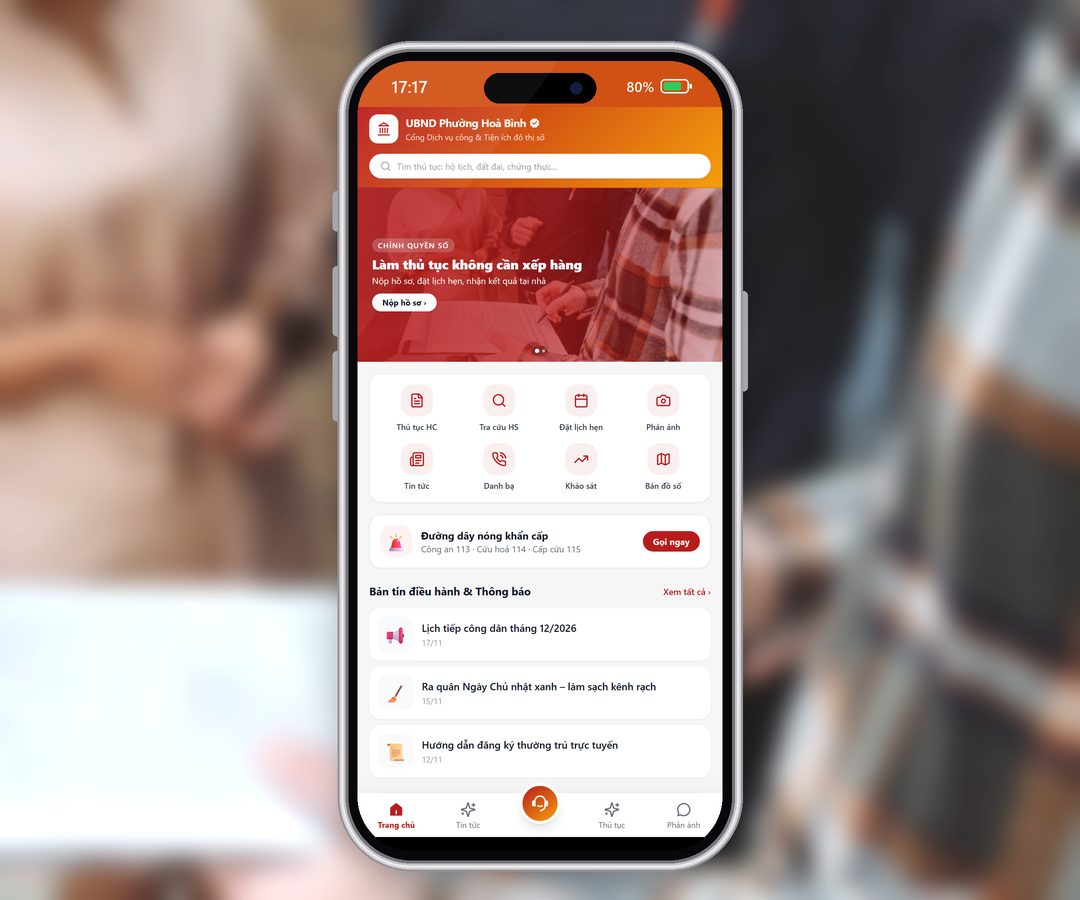 17:17
80%
UBND Phường Hoà Bình
Cổng Dịch vụ công & Tiện ích đô thị số
Tìm thủ tục: hộ tịch, đất đai, chứng thực...
CHÍNH QUYỀN SỐ
Làm thủ tục không cần xếp hàng
Nộp hồ sơ, đặt lịch hẹn, nhận kết quả tại nhà
Nộp hồ sơ ›
Thủ tục HC
Tra cứu HS
Đặt lịch hẹn
Phản ánh
Tin tức
Danh bạ
Khảo sát
Bản đồ số
Đường dây nóng khẩn cấp
Công an 113 · Cứu hoả 114 · Cấp cứu 115
Gọi ngay
Bản tin điều hành & Thông báo
Xem tất cả ›
Lịch tiếp công dân tháng 12/2026
17/11
Ra quân Ngày Chủ nhật xanh – làm sạch kênh rạch
15/11
Hướng dẫn đăng ký thường trú trực tuyến
12/11
Trang chủ
Tin tức
Thủ tục
Phản ánh